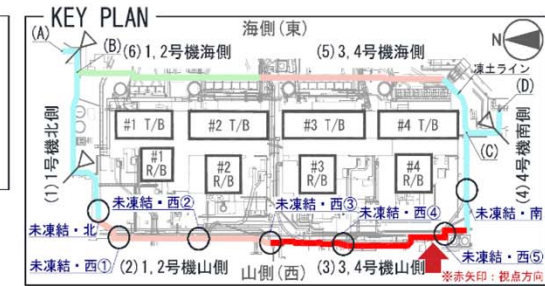 KEY PLAN
海側(東)
N
(A)
(B)
(6)1,2号機海側
(5)3,4号機海側
凍土ライン
(D)
(1)1号機北側
#1 T/B
#2 T/B
#3 T/B
#4 T/B
(C)
(4)4号機南側
#1
R/B
#2
R/B
#3
R/B
#4
R/B
未凍結・西②
未凍結・西③
未凍結・西④
未凍結・南
未凍結・北
未凍結・西①
(2)1,2号機山側
山側(西)
(3)3,4号機山側
未凍結・西⑤
※赤矢印:視点方向